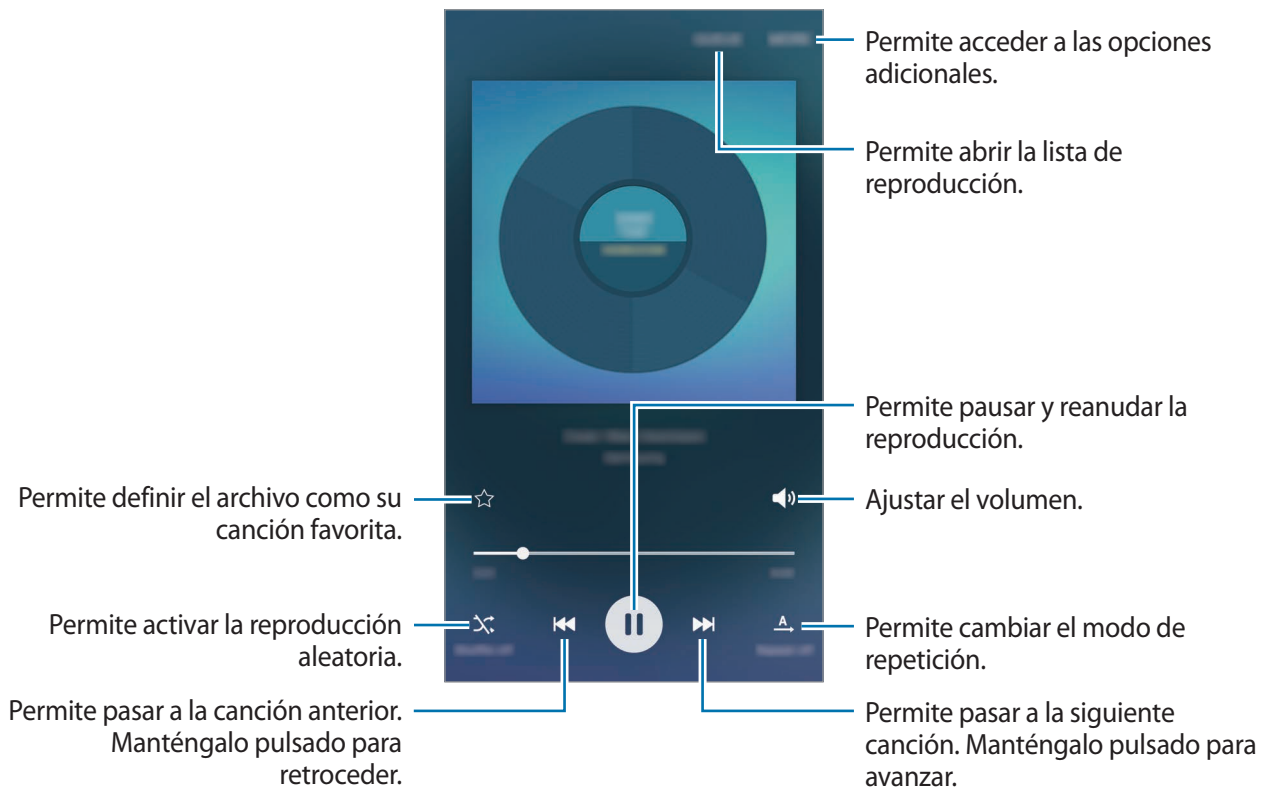 Permite acceder a las opciones
adicionales.
Permite abrir la lista de
reproducción.
Permite pausar y reanudar la
reproducción.
Permite definir el archivo como su
canción favorita.
Ajustar el volumen.
Permite activar la reproducción
aleatoria.
A
Permite cambiar el modo de
repetición.
Permite pasar a la canción anterior.
Manténgalo pulsado para
retroceder.
Permite pasar a la siguiente
canción. Manténgalo pulsado para
avanzar.